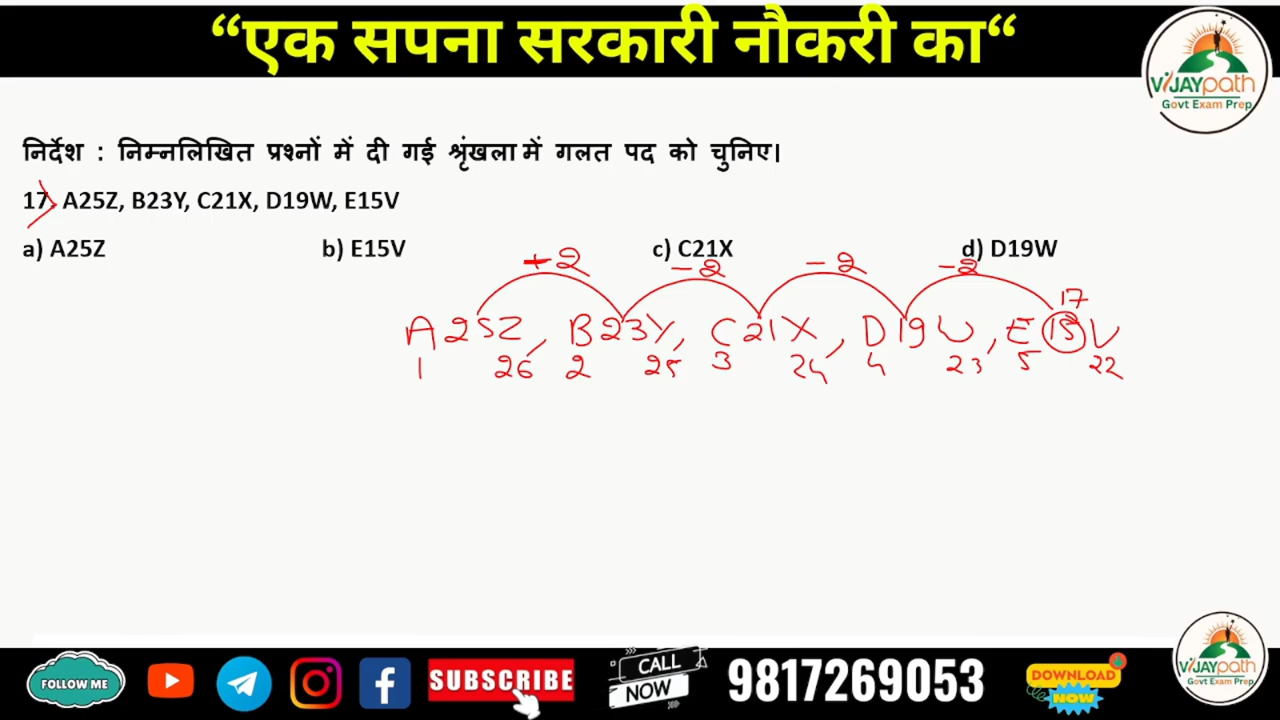 “एक सपना सरकारी नौकरी का“
ViJAYpath
Govt Exam Prep
निर्देश : निम्नलिखित प्रश्नों में दी गई श्रृंखला में गलत पद को चुनिए।
17. A25Z, B23Y, C21X, D19W, E15V
a) A25Z b) E15V c) C21X d) D19W
+2 -2 -2 -2
17
A25Z, B23Y, C21X, D19W, E15V
1 26 2 25 3 24 4 23 5 22
FOLLOW ME
SUBSCRIBE
CALL
NOW
9817269053
DOWNLOAD
NOW
ViJAYpath
Govt Exam Prep